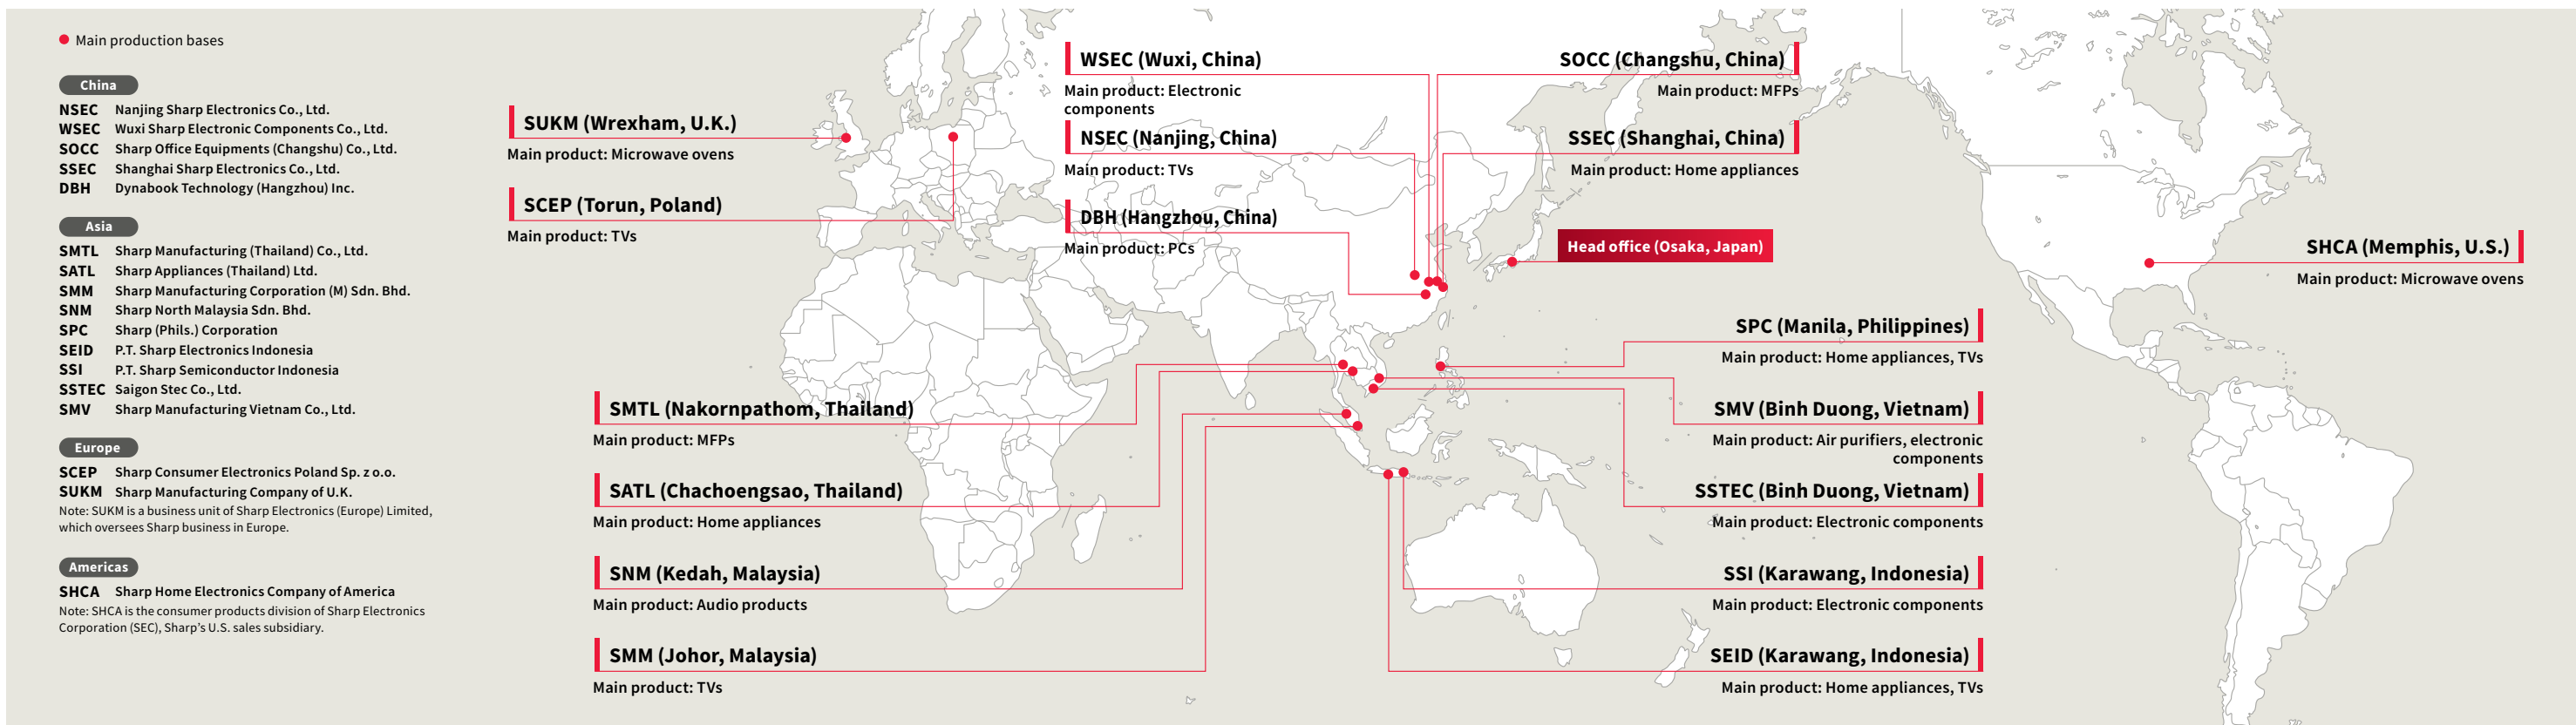 Main production bases
China
NSEC Nanjing Sharp Electronics Co., Ltd.
WSEC Wuxi Sharp Electronic Components Co., Ltd.
SOCC Sharp Office Equipments (Changshu) Co., Ltd.
SSEC Shanghai Sharp Electronics Co., Ltd.
DBH Dynabook Technology (Hangzhou) Inc.
Asia
SMTL Sharp Manufacturing (Thailand) Co., Ltd.
SATL Sharp Appliances (Thailand) Ltd.
SMM Sharp Manufacturing Corporation (M) Sdn. Bhd.
SNM Sharp North Malaysia Sdn. Bhd.
SPC Sharp (Phils.) Corporation
SEID P.T. Sharp Electronics Indonesia
SSI P.T. Sharp Semiconductor Indonesia
SSTEC Saigon Stec Co., Ltd.
SMV Sharp Manufacturing Vietnam Co., Ltd.
Europe
SCEP Sharp Consumer Electronics Poland Sp. z o.o.
SUKM Sharp Manufacturing Company of U.K.
Note: SUKM is a business unit of Sharp Electronics (Europe) Limited,
which oversees Sharp business in Europe.
Americas
SHCA Sharp Home Electronics Company of America
Note: SHCA is the consumer products division of Sharp Electronics
Corporation (SEC), Sharp's U.S. sales subsidiary.
SUKM (Wrexham, U.K.)
Main product: Microwave ovens
SCEP (Torun, Poland)
Main product: TVs
WSEC (Wuxi, China)
Main product: Electronic
components
NSEC (Nanjing, China)
Main product: TVs
DBH (Hangzhou, China)
Main product: PCs
SOCC (Changshu, China)
Main product: MFPs
SSEC (Shanghai, China)
Main product: Home appliances
Head office (Osaka, Japan)
SHCA (Memphis, U.S.)
Main product: Microwave ovens
SMTL (Nakornpathom, Thailand)
Main product: MFPs
SATL (Chachoengsao, Thailand)
Main product: Home appliances
SNM (Kedah, Malaysia)
Main product: Audio products
SMM (Johor, Malaysia)
Main product: TVs
SPC (Manila, Philippines)
Main product: Home appliances, TVs
SMV (Binh Duong, Vietnam)
Main product: Air purifiers, electronic
components
SSTEC (Binh Duong, Vietnam)
Main product: Electronic components
SSI (Karawang, Indonesia)
Main product: Electronic components
SEID (Karawang, Indonesia)
Main product: Home appliances, TVs